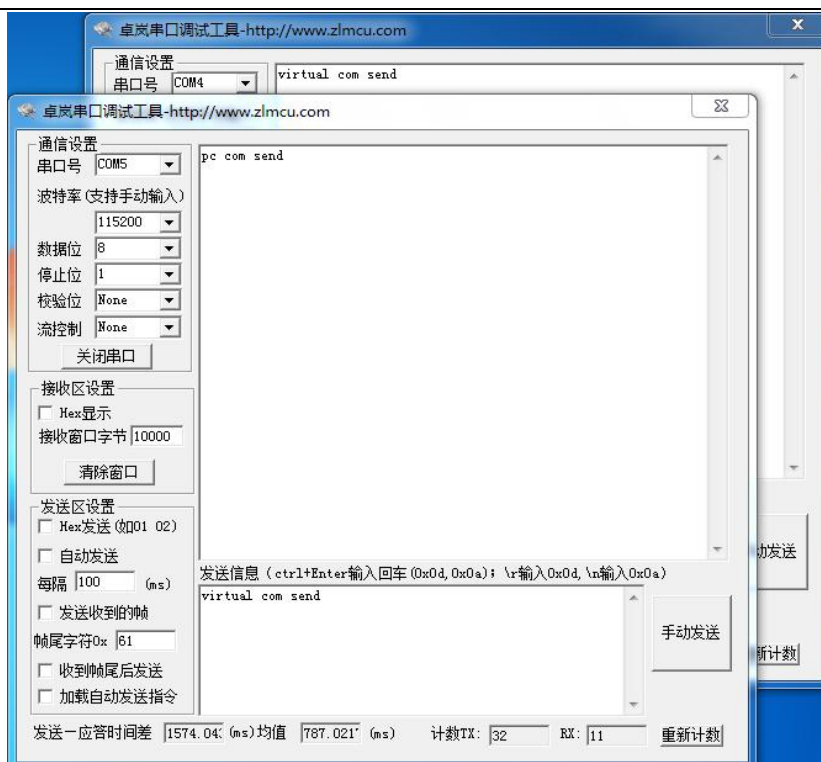 卓岚串口调试工具-http://www.zlmcu.com
x
通信设置
串口号 COM4
virtual com send
卓岚串口调试工具-http://www.zlmcu.com
通信设置
串口号 COM5
pc com send
波特率(支持手动输入)
115200
数据位 8
停止位 1
校验位 None
流控制 None
关闭串口
接收区设置
Hex显示
接收窗口字节 10000
清除窗口
发送区设置
Hex发送(如01 02)
自动发送
每隔 100 (ms)
发送收到的帧
帧尾字符0x 61
收到帧尾后发送
加载自动发送指令
发送信息(ctrl+Enter输入回车(0x0d,0x0a); \r输入0x0d,\n输入0x0a)
virtual com send
手动发送
动发送
新计数
发送一应答时间差 1574.04 (ms)均值 787.021 (ms) 计数TX: 32 RX: 11 重新计数